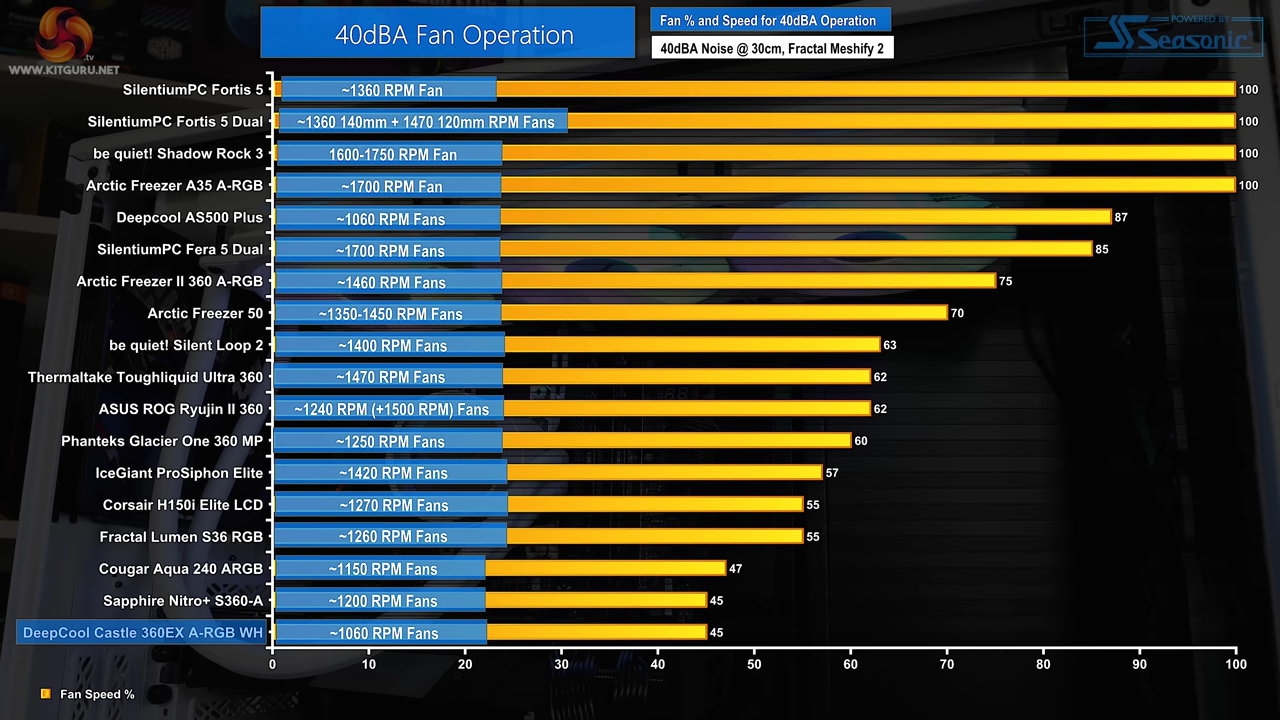 40dBA Fan Operation
Fan % and Speed for 40dBA Operation
40dBA Noise @ 30cm, Fractal Meshify 2
POWERED BY
Seasonic
.tv
WWW.KITGURU.NET
SilentiumPC Fortis 5 ~1360 RPM Fan 100
SilentiumPC Fortis 5 Dual ~1360 140mm + 1470 120mm RPM Fans 100
be quiet! Shadow Rock 3 1600-1750 RPM Fan 100
Arctic Freezer A35 A-RGB ~1700 RPM Fan 100
Deepcool AS500 Plus ~1060 RPM Fans 87
SilentiumPC Fera 5 Dual ~1700 RPM Fans 85
Arctic Freezer II 360 A-RGB ~1460 RPM Fans 75
Arctic Freezer 50 ~1350-1450 RPM Fans 70
be quiet! Silent Loop 2 ~1400 RPM Fans 63
Thermaltake Toughliquid Ultra 360 ~1470 RPM Fans 62
ASUS ROG Ryujin II 360 ~1240 RPM (+1500 RPM) Fans 62
Phanteks Glacier One 360 MP ~1250 RPM Fans 60
IceGiant ProSiphon Elite ~1420 RPM Fans 57
Corsair H150i Elite LCD ~1270 RPM Fans 55
Fractal Lumen S36 RGB ~1260 RPM Fans 55
Cougar Aqua 240 ARGB ~1150 RPM Fans 47
Sapphire Nitro+ S360-A ~1200 RPM Fans 45
DeepCool Castle 360EX A-RGB WH ~1060 RPM Fans 45
0 10 20 30 40 50 60 70 80 90 100
Fan Speed %